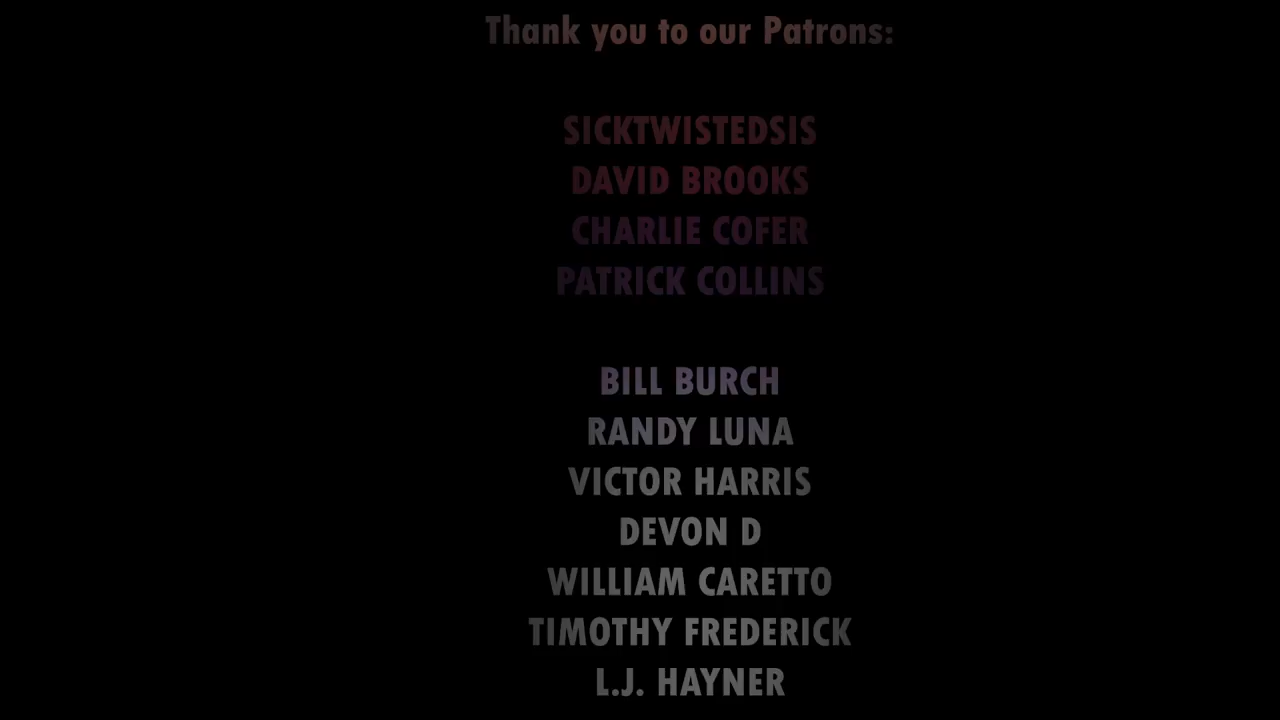 Thank you to our Patrons:
SICKTWISTEDSIS
DAVID BROOKS
CHARLIE COFER
PATRICK COLLINS
BILL BURCH
RANDY LUNA
VICTOR HARRIS
DEVON D
WILLIAM CARETTO
TIMOTHY FREDERICK
L.J. HAYNER